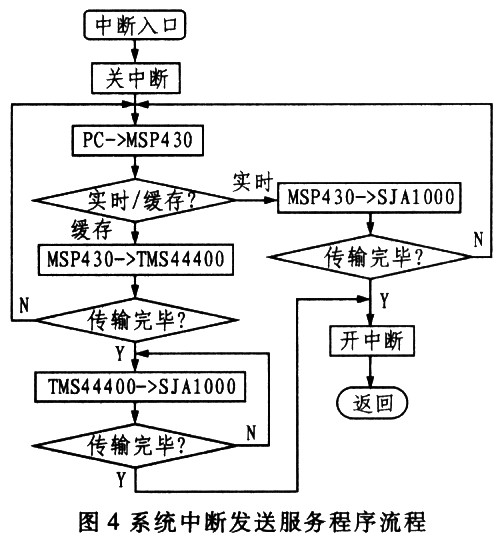 中断入口
关中断
PC->MSP430
实时/缓存?
实时
缓存
MSP430->SJA1000
MSP430->TMS44400
传输完毕?
N
传输完毕?
N
Y
Y
开中断
TMS44400->SJA1000
返回
传输完毕?
N
Y
图 4 系统中断发送服务程序流程